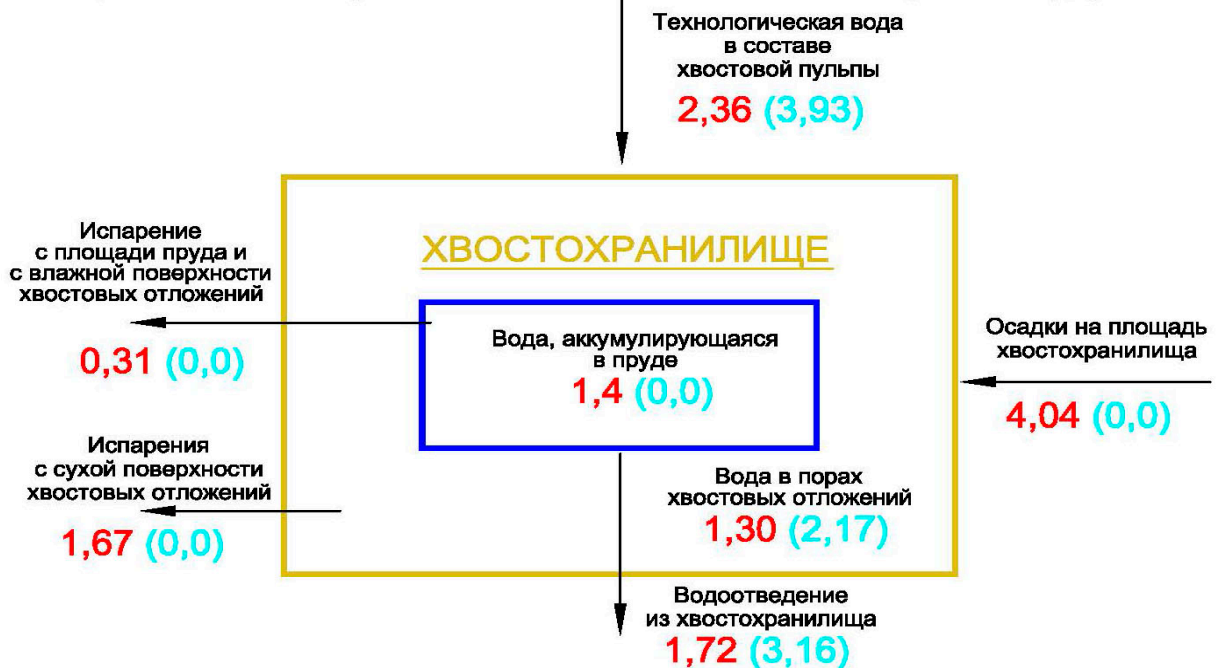 Технологическая вода
в составе
хвостовой пульпы
2,36 (3,93)
Испарение
с площади пруда и
с влажной поверхности
хвостовых отложений
0,31 (0,0)
ХВОСТОХРАНИЛИЩЕ
Вода, аккумулирующаяся
в пруде
1,4 (0,0)
Осадки на площадь
хвостохранилища
4,04 (0,0)
Испарения
с сухой поверхности
хвостовых отложений
1,67 (0,0)
Вода в порах
хвостовых отложений
1,30 (2,17)
Водоотведение
из хвостохранилища
1,72 (3,16)